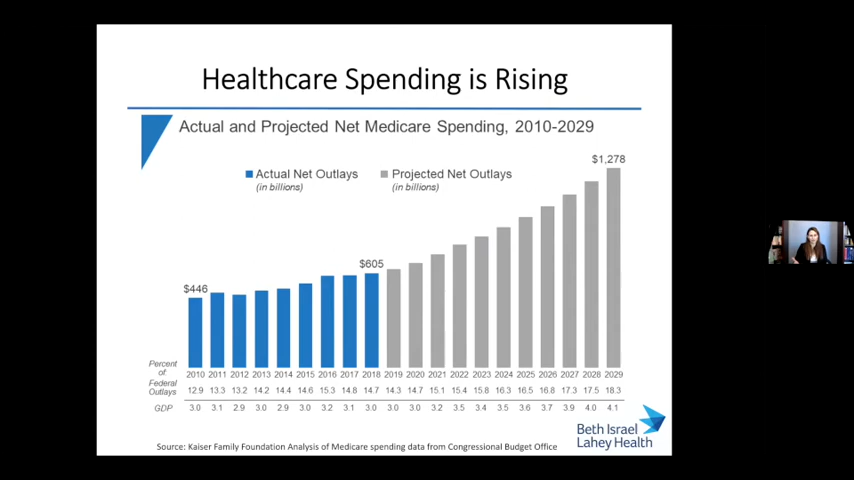 Healthcare Spending is Rising
Actual and Projected Net Medicare Spending, 2010-2029
Actual Net Outlays
(in billions)
Projected Net Outlays
(in billions)
$1,278
$605
$446
Percent
of:
2010 2011 2012 2013 2014 2015 2016 2017 2018 2019 2020 2021 2022 2023 2024 2025 2026 2027 2028 2029
Federal
Outlays
12.9 13.3 13.2 14.2 14.4 14.6 15.3 14.8 14.7 14.3 14.7 15.1 15.4 15.8 16.3 16.5 16.8 17.3 17.5 18.3
GDP 3.0 3.1 2.9 3.0 2.9 3.0 3.2 3.1 3.0 3.0 3.0 3.2 3.5 3.4 3.5 3.6 3.7 3.9 4.0 4.1
Beth Israel
Lahey Health
Source: Kaiser Family Foundation Analysis of Medicare spending data from Congressional Budget Office